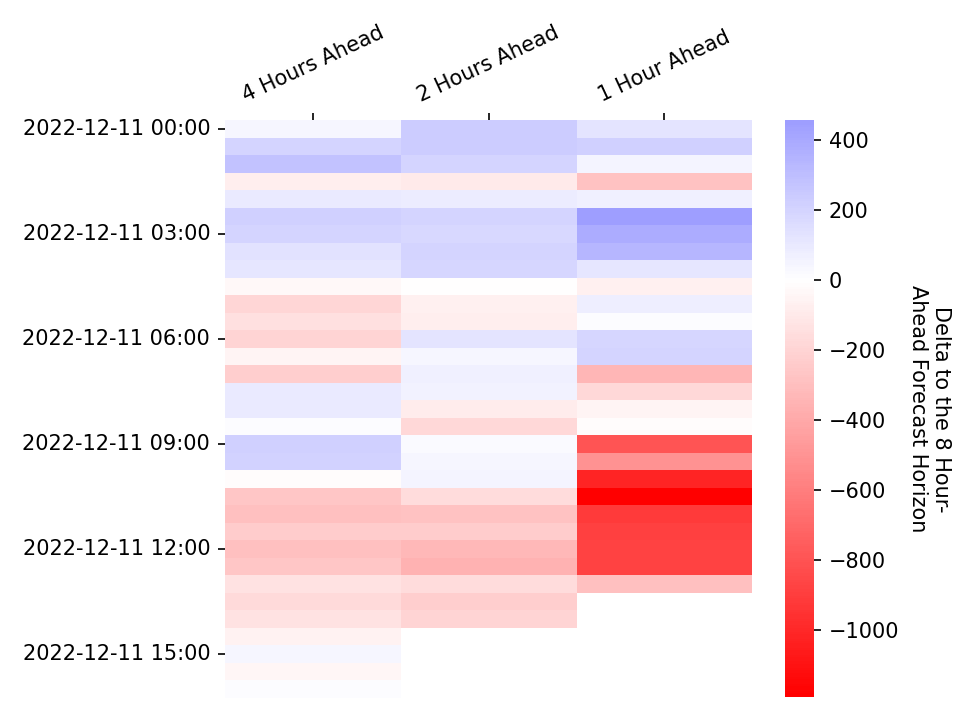 4 Hours Ahead
2 Hours Ahead
1 Hour Ahead
2022-12-11 00:00
2022-12-11 03:00
2022-12-11 06:00
2022-12-11 09:00
2022-12-11 12:00
2022-12-11 15:00
400
200
0
−200
−400
−600
−800
−1000
Delta to the 8 Hour-
Ahead Forecast Horizon